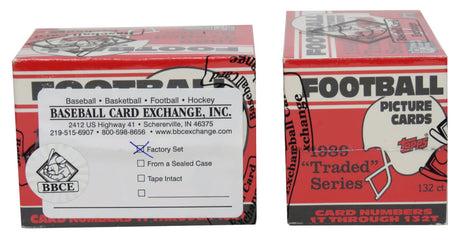 FOOTBALL
Baseball • Basketball • Football • Hockey
BASEBALL CARD EXCHANGE, INC.
2412 US Highway 41 • Schererville, IN 46375
219-515-6907 • 800-598-8656 • www.bbcexchange.com
Factory Set
From a Sealed Case
Tape Intact
BBCE
CARD NUMBERS
1T THROUGH 132T
FOOTBALL
PICTURE
CARDS
Topps
1989
"Traded"
Series
132 ct.
CARD NUMBERS
1T THROUGH 132T